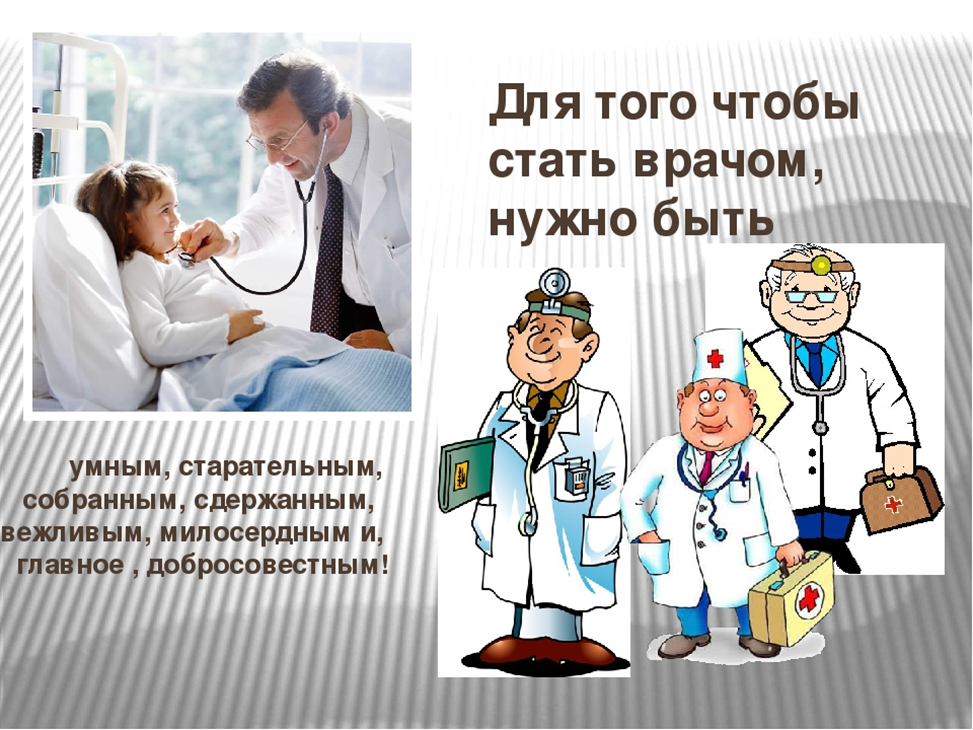 Для того чтобы
стать врачом,
нужно быть
умным, старательным,
собранным, сдержанным,
вежливым, милосердным и,
главное , добросовестным!